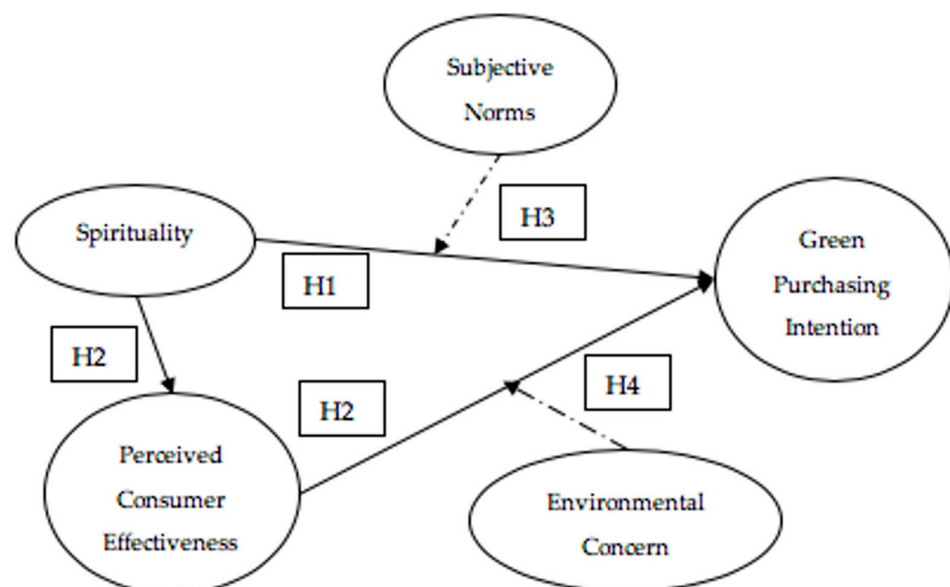 Subjective
Norms
H3
Spirituality
H1
Green
Purchasing
Intention
H2
H2
H4
Perceived
Consumer
Effectiveness
Environmental
Concern